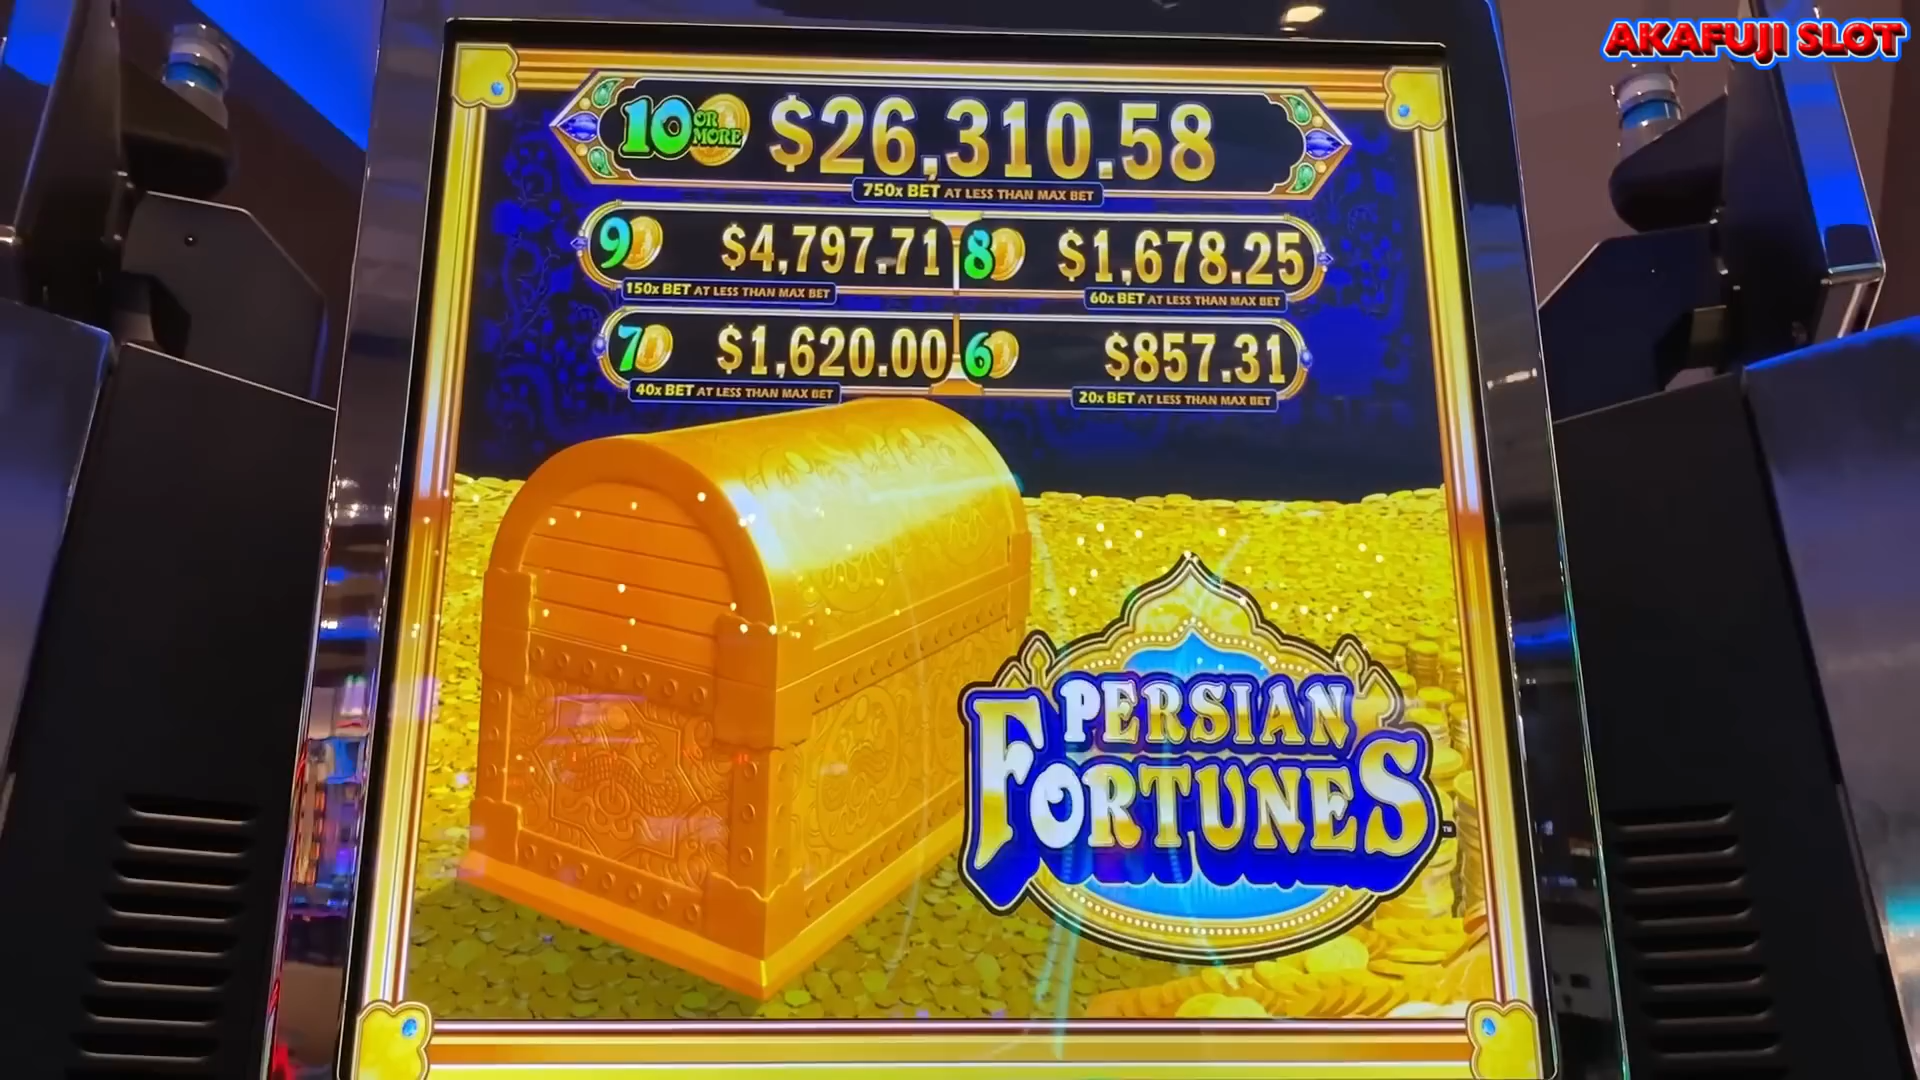 AKAFUJI SLOT
10 OR MORE $26,310.58
750x BET AT LESS THAN MAX BET
9 $4,797.71
150x BET AT LESS THAN MAX BET
8 $1,678.25
60x BET AT LESS THAN MAX BET
7 $1,620.00
40x BET AT LESS THAN MAX BET
6 $857.31
20x BET AT LESS THAN MAX BET
PERSIAN
FORTUNES™